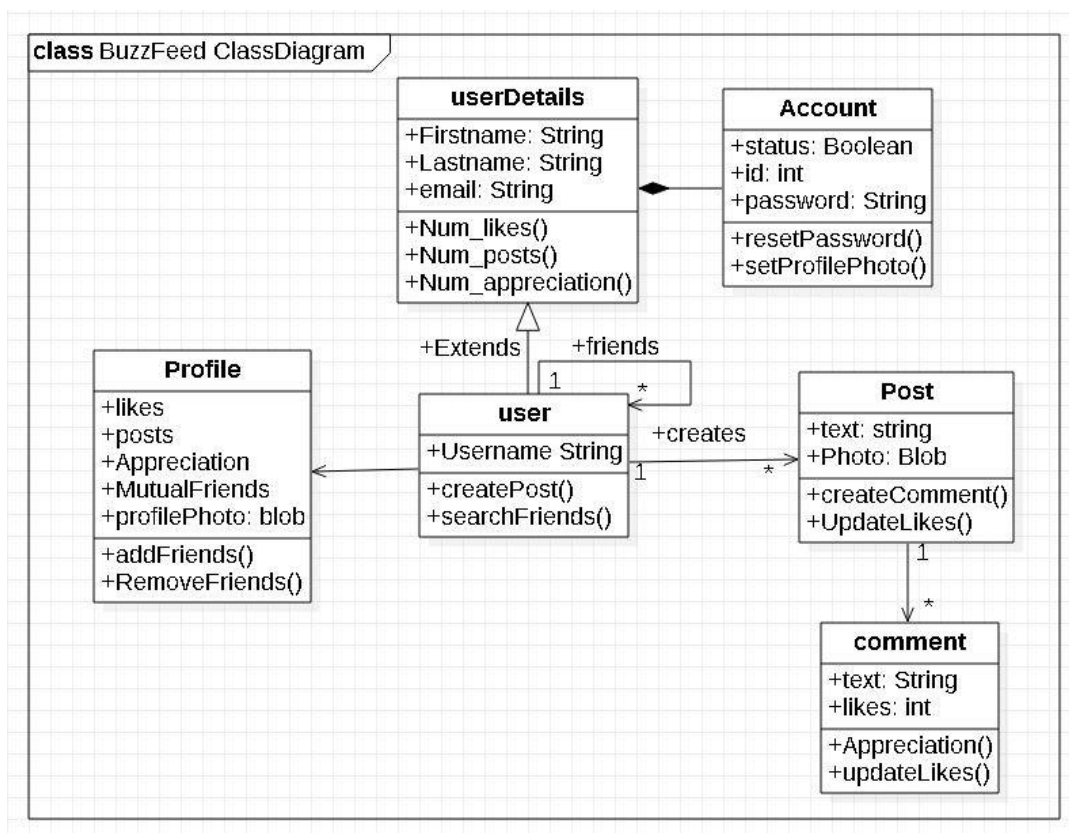 class BuzzFeed ClassDiagram
userDetails
+Firstname: String
+Lastname: String
+email: String
+Num_likes()
+Num_posts()
+Num_appreciation()
Account
+status: Boolean
+id: int
+password: String
+resetPassword()
+setProfilePhoto()
+Extends
+friends
1
*
Profile
+likes
+posts
+Appreciation
+MutualFriends
+profilePhoto: blob
+addFriends()
+RemoveFriends()
user
+Username String
+createPost()
+searchFriends()
+creates
1
*
Post
+text: string
+Photo: Blob
+createComment()
+UpdateLikes()
1
*
comment
+text: String
+likes: int
+Appreciation()
+updateLikes()